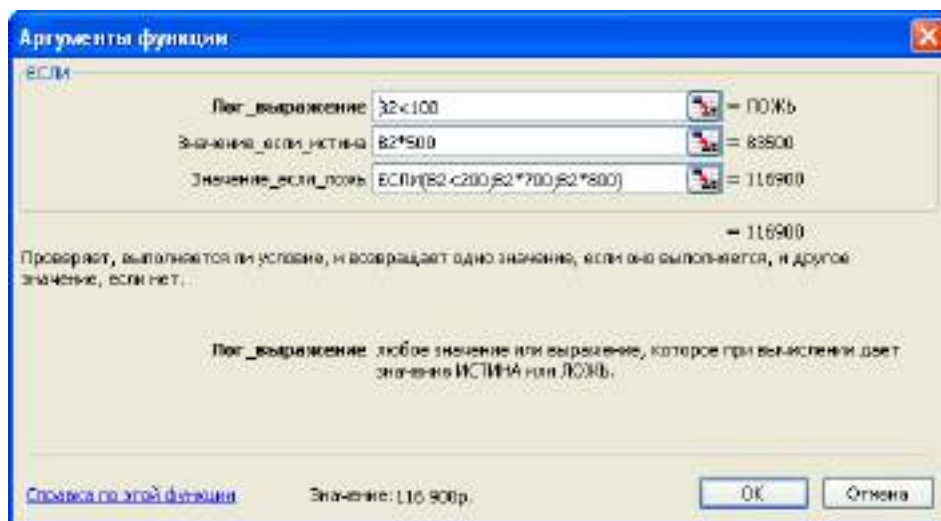 Аргументы функции
ЕСЛИ
Лог_выражение B2<100 = ЛОЖЬ
Значение_если_истина B2*500 = 83500
Значение_если_ложь ЕСЛИ(B2<200;B2*700;B2*800) = 116900
= 116900
Проверяет, выполняется ли условие, и возвращает одно значение, если оно выполняется, и другое
значение, если нет.
Лог_выражение любое значение или выражение, которое при вычислении дает
значение ИСТИНА или ЛОЖЬ.
Справка по этой функции Значение: 116 900р. OK Отмена